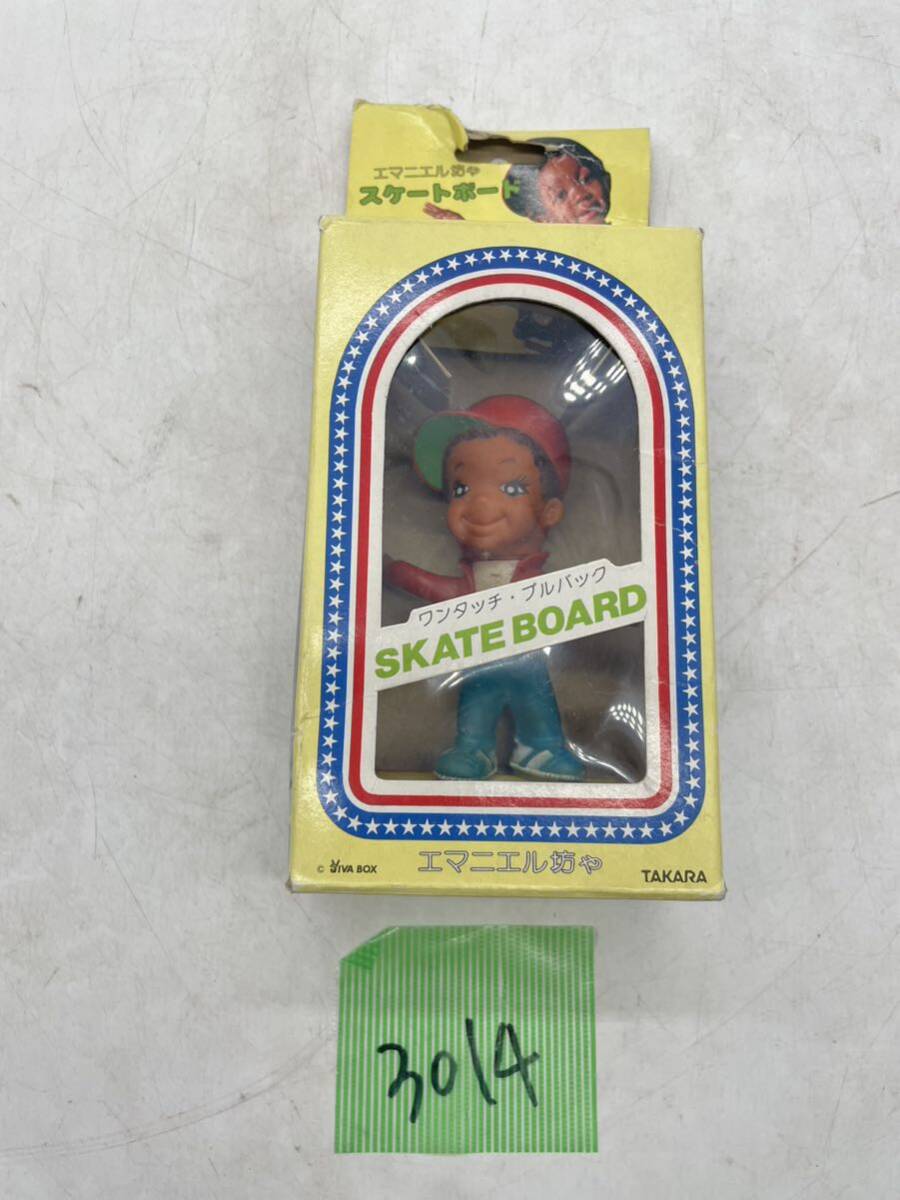 エマニエル坊や
スケートボード
ワンタッチ・プルバック
SKATE BOARD
© VIVA BOX
エマニエル坊や
TAKARA
3014